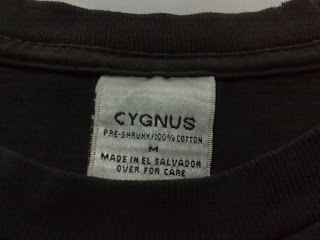 CYGNUS
PRE-SHRUNK/100% COTTON
M
MADE IN EL SALVADOR
OVER FOR CARE